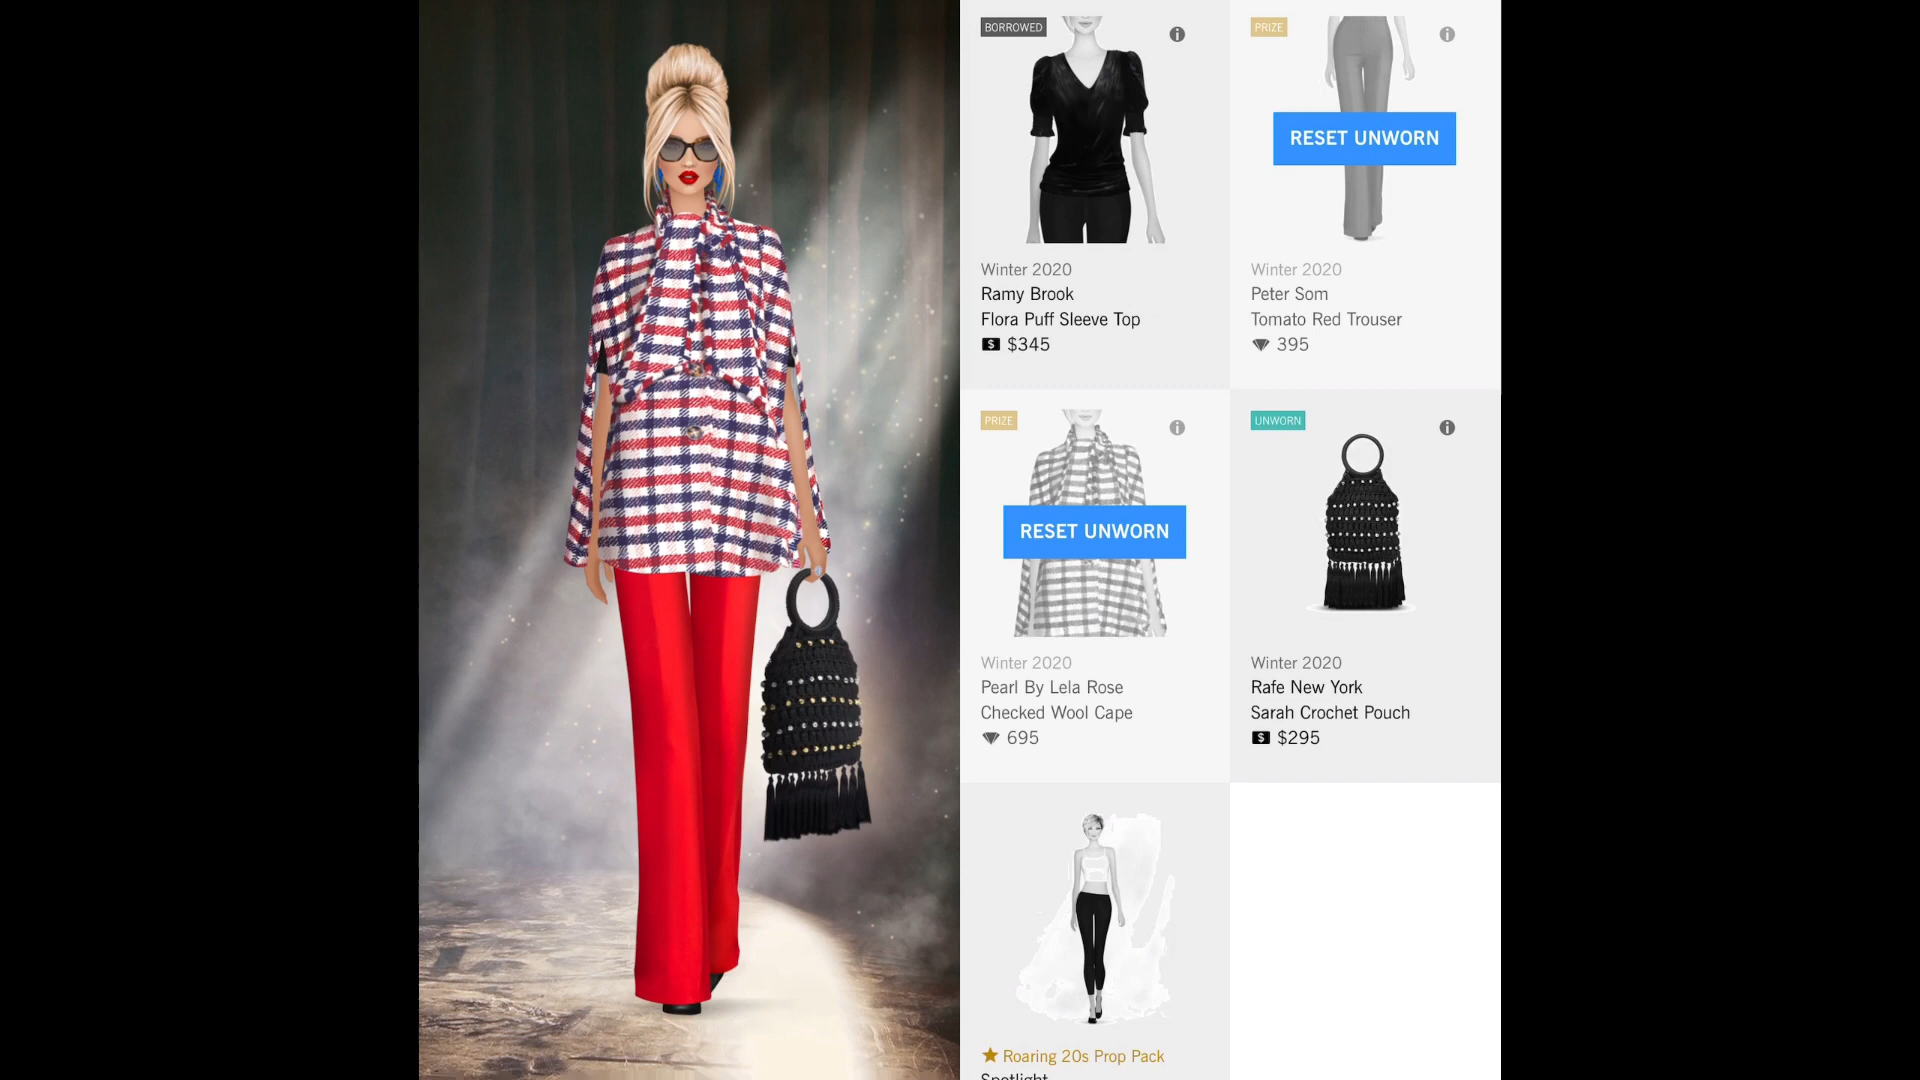 BORROWED
Winter 2020
Ramy Brook
Flora Puff Sleeve Top
$ $345
PRIZE
RESET UNWORN
Winter 2020
Peter Som
Tomato Red Trouser
395
PRIZE
RESET UNWORN
Winter 2020
Pearl By Lela Rose
Checked Wool Cape
695
UNWORN
Winter 2020
Rafe New York
Sarah Crochet Pouch
$ $295
Roaring 20s Prop Pack
Spotlight